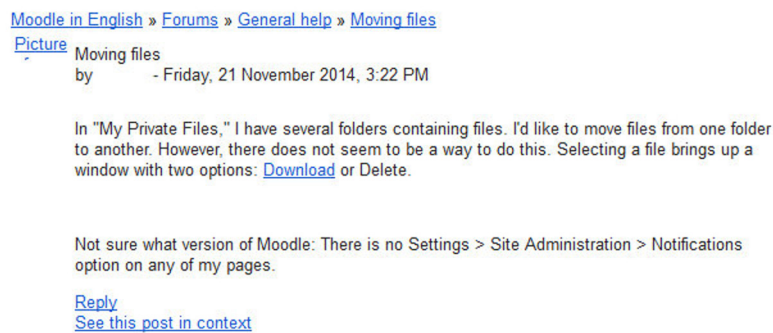 Moodle in English » Forums » General help » Moving files
Picture
Moving files
by - Friday, 21 November 2014, 3:22 PM
In "My Private Files," I have several folders containing files. I'd like to move files from one folder
to another. However, there does not seem to be a way to do this. Selecting a file brings up a
window with two options: Download or Delete.
Not sure what version of Moodle: There is no Settings > Site Administration > Notifications
option on any of my pages.
Reply
See this post in context